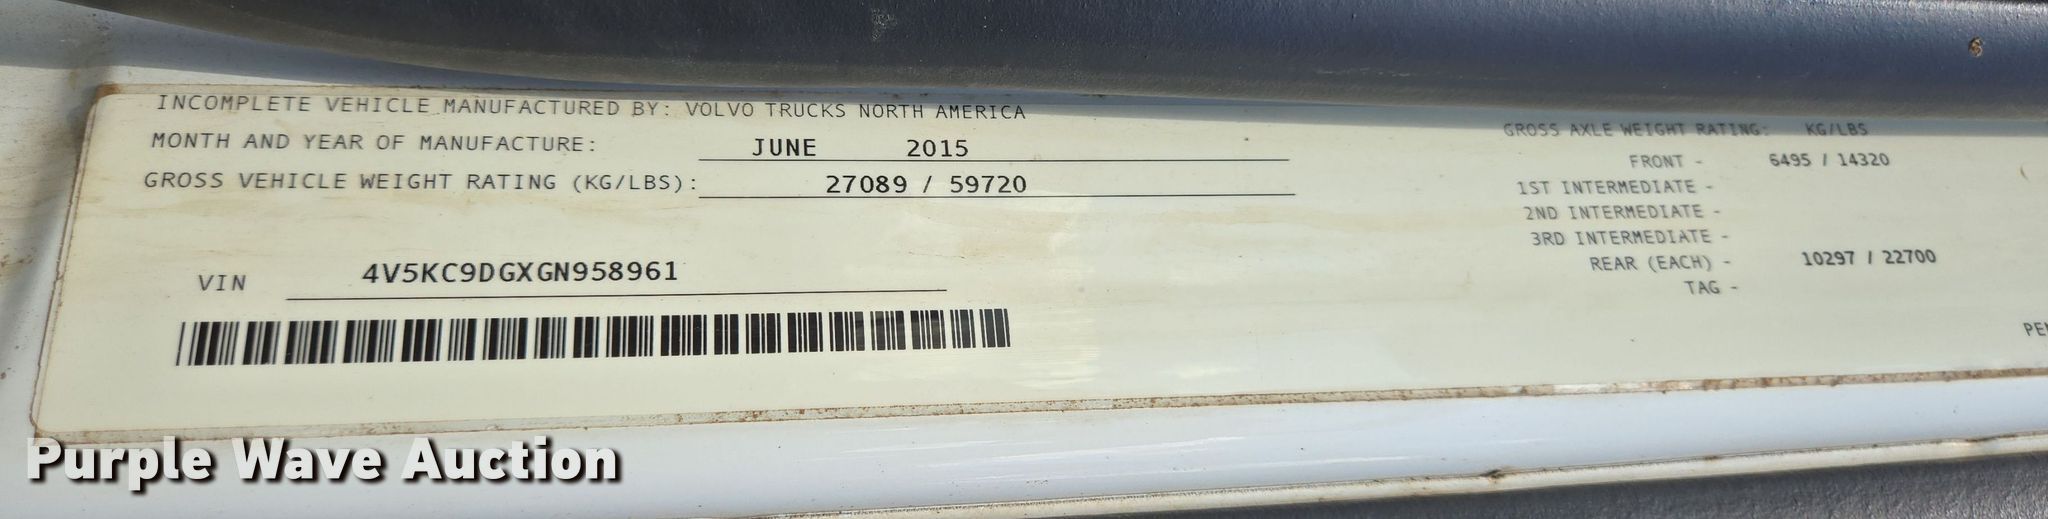 INCOMPLETE VEHICLE MANUFACTURED BY: VOLVO TRUCKS NORTH AMERICA
MONTH AND YEAR OF MANUFACTURE: JUNE 2015
GROSS VEHICLE WEIGHT RATING (KG/LBS): 27089 / 59720
VIN 4V5KC9DGXGN958961
GROSS AXLE WEIGHT RATING: KG/LBS
FRONT - 6495 / 14320
1ST INTERMEDIATE -
2ND INTERMEDIATE -
3RD INTERMEDIATE -
REAR (EACH) - 10297 / 22700
TAG -
Purple Wave Auction